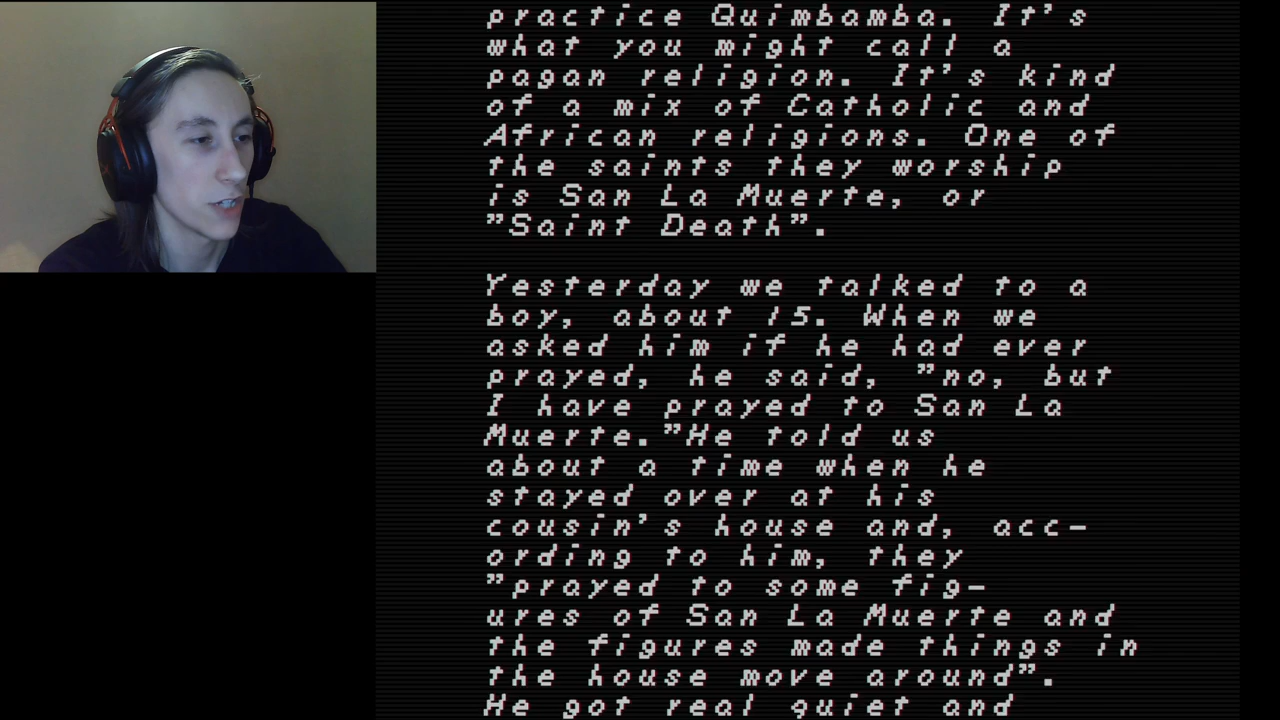 practice Quimbamba. It's
what you might call a
pagan religion. It's kind
of a mix of Catholic and
African religions. One of
the saints they worship
is San La Muerte, or
"Saint Death".
Yesterday we talked to a
boy, about 15. When we
asked him if he had ever
prayed, he said, "no, but
I have prayed to San La
Muerte."He told us
about a time when he
stayed over at his
cousin's house and, acc-
ording to him, they
"prayed to some fig-
ures of San La Muerte and
the figures made things in
the house move around".
He got real quiet and